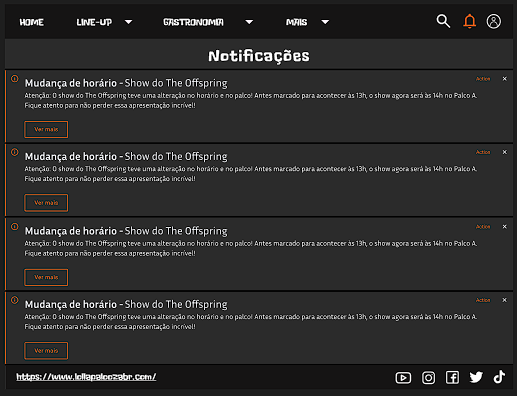 HOME LINE-UP GASTRONOMIA MAIS
Notificações
Mudança de horário - Show do The Offspring Action
Atenção: O show do The Offspring teve uma alteração no horário e no palco! Antes marcado para acontecer às 13h, o show agora será às 14h no Palco A.
Fique atento para não perder essa apresentação incrível!
Ver mais
Mudança de horário - Show do The Offspring Action
Atenção: O show do The Offspring teve uma alteração no horário e no palco! Antes marcado para acontecer às 13h, o show agora será às 14h no Palco A.
Fique atento para não perder essa apresentação incrível!
Ver mais
Mudança de horário - Show do The Offspring Action
Atenção: O show do The Offspring teve uma alteração no horário e no palco! Antes marcado para acontecer às 13h, o show agora será às 14h no Palco A.
Fique atento para não perder essa apresentação incrível!
Ver mais
Mudança de horário - Show do The Offspring Action
Atenção: O show do The Offspring teve uma alteração no horário e no palco! Antes marcado para acontecer às 13h, o show agora será às 14h no Palco A.
Fique atento para não perder essa apresentação incrível!
Ver mais
https://www.lollapaloozabr.com/